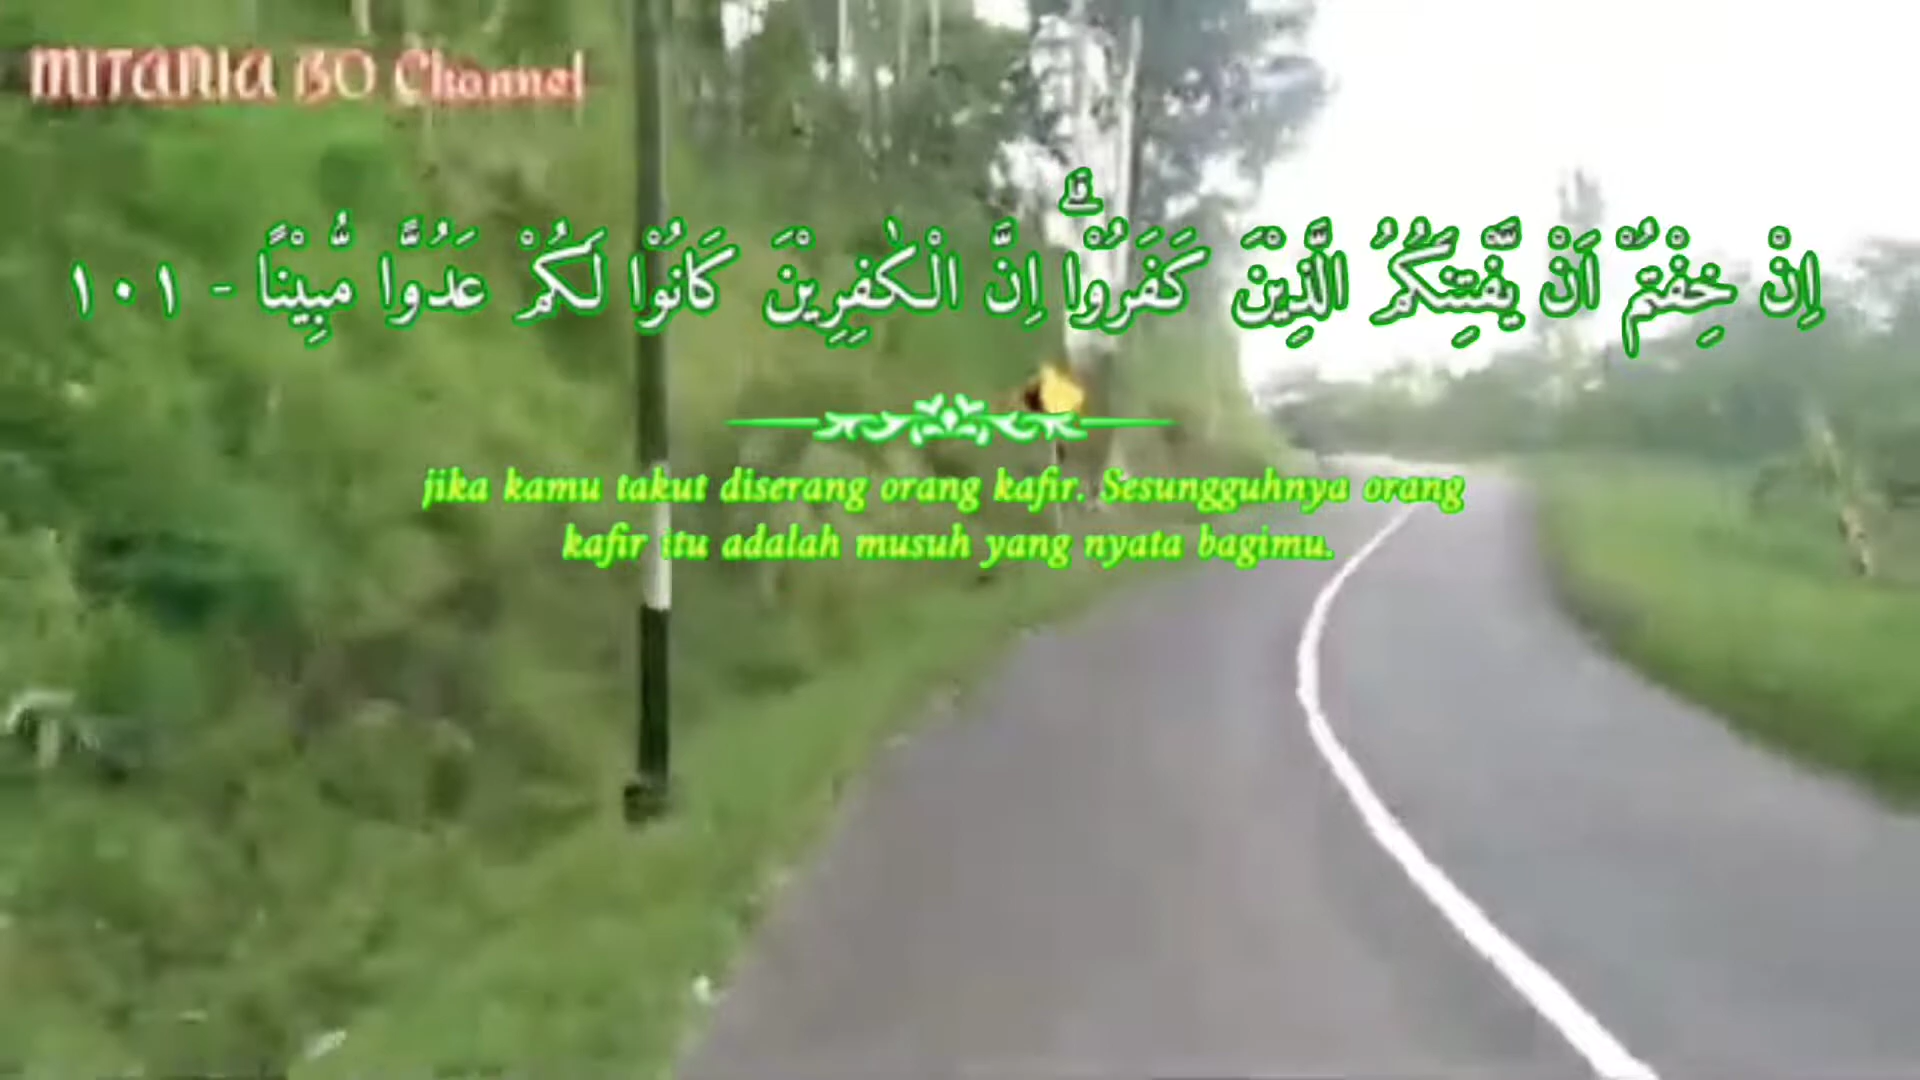 MITANIA BO Channel
اِنْ خِفْتُمْ اَنْ يَّفْتِنَكُمُ الَّذِيْنَ كَفَرُوْاۗ اِنَّ الْكٰفِرِيْنَ كَانُوْا لَكُمْ عَدُوًّا مُّبِيْنًا - ١٠١
jika kamu takut diserang orang kafir. Sesungguhnya orang
kafir itu adalah musuh yang nyata bagimu.